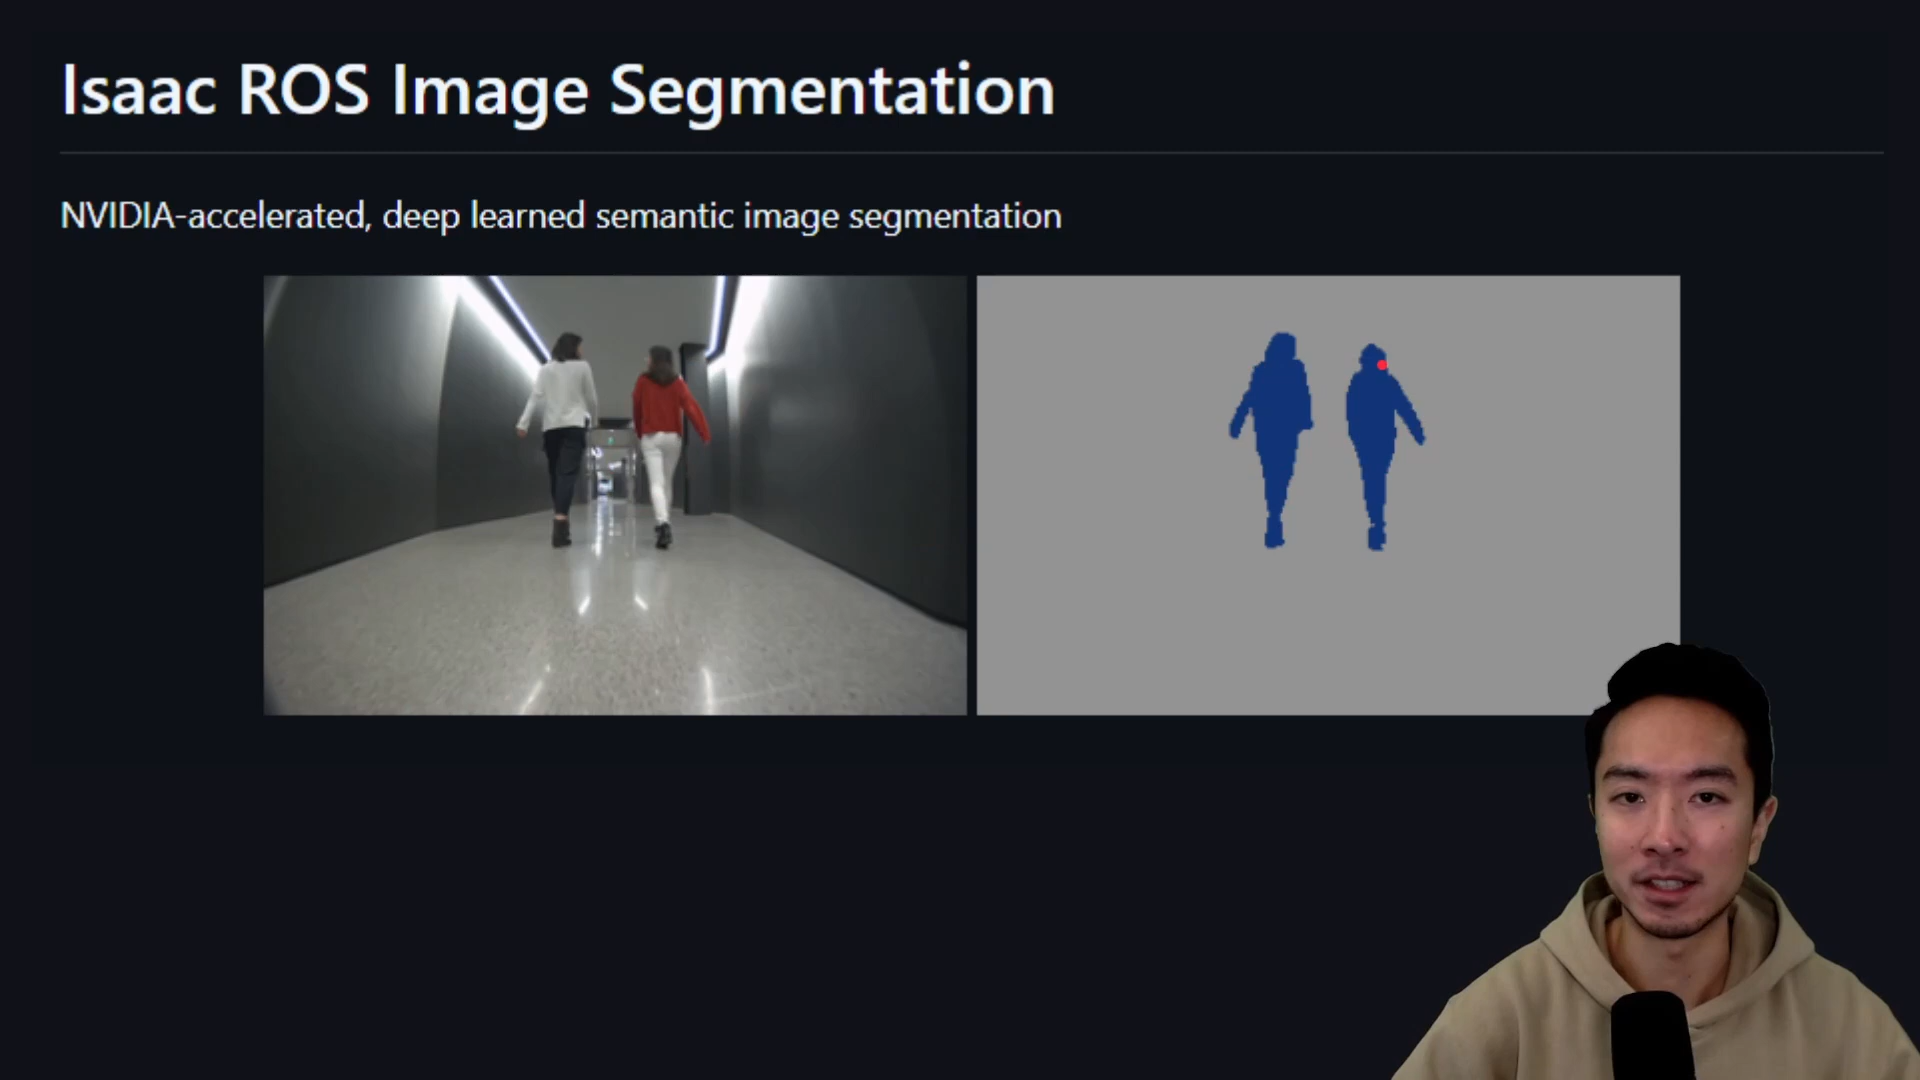 Isaac ROS Image Segmentation
NVIDIA-accelerated, deep learned semantic image segmentation